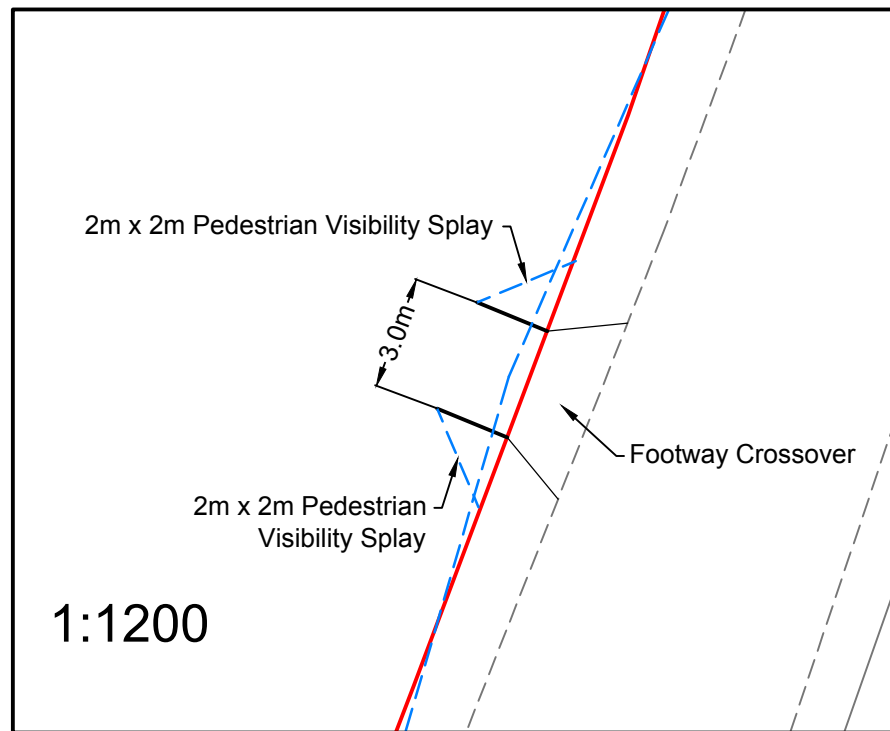 2m x 2m Pedestrian Visibility Splay
3.0m
Footway Crossover
2m x 2m Pedestrian
Visibility Splay
1:1200